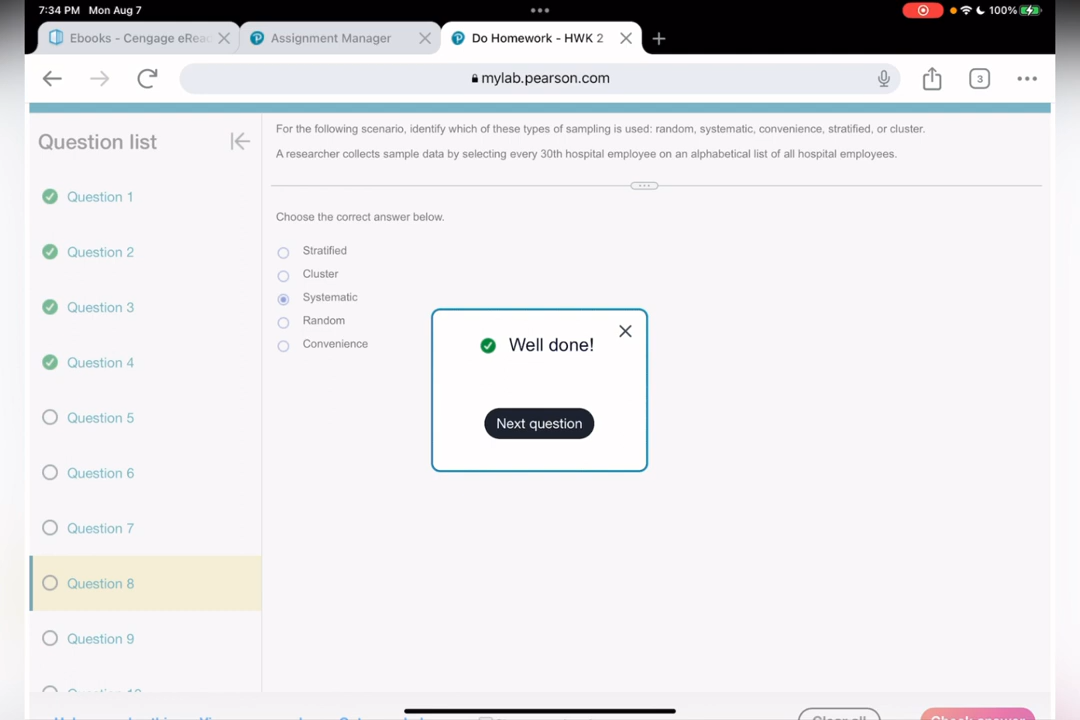 7:34 PM Mon Aug 7
100%
Ebooks - Cengage eRea
Assignment Manager
Do Homework - HWK 2
mylab.pearson.com
3
Question list
Question 1
Question 2
Question 3
Question 4
Question 5
Question 6
Question 7
Question 8
Question 9
For the following scenario, identify which of these types of sampling is used: random, systematic, convenience, stratified, or cluster.
A researcher collects sample data by selecting every 30th hospital employee on an alphabetical list of all hospital employees.
Choose the correct answer below.
Stratified
Cluster
Systematic
Random
Convenience
Well done!
Next question
Clear all
Check answer